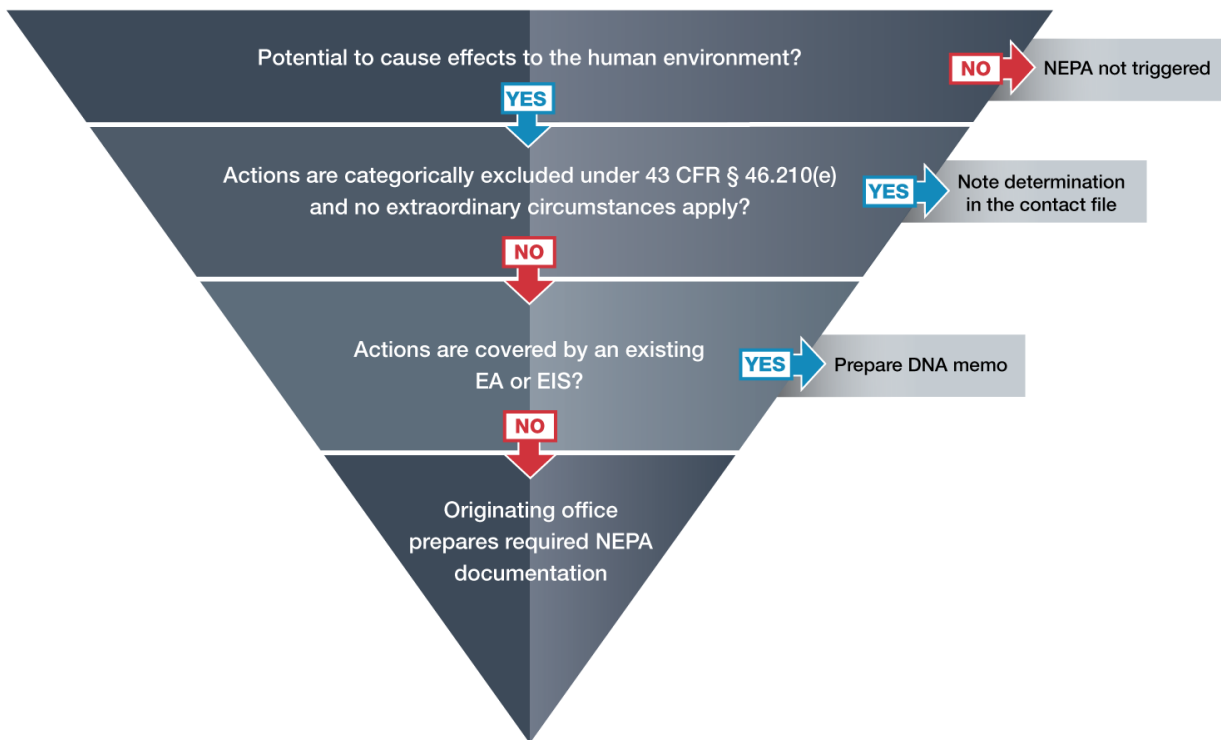 Potential to cause effects to the human environment?
NO
NEPA not triggered
YES
Actions are categorically excluded under 43 CFR § 46.210(e)
and no extraordinary circumstances apply?
YES
Note determination
in the contact file
NO
Actions are covered by an existing
EA or EIS?
YES
Prepare DNA memo
NO
Originating office
prepares required NEPA
documentation